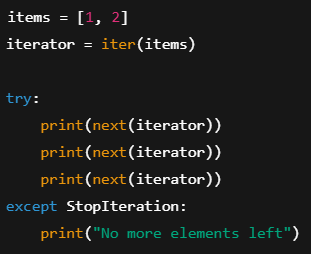 items = [1, 2]
iterator = iter(items)

try:
    print(next(iterator))
    print(next(iterator))
    print(next(iterator))
except StopIteration:
    print("No more elements left")